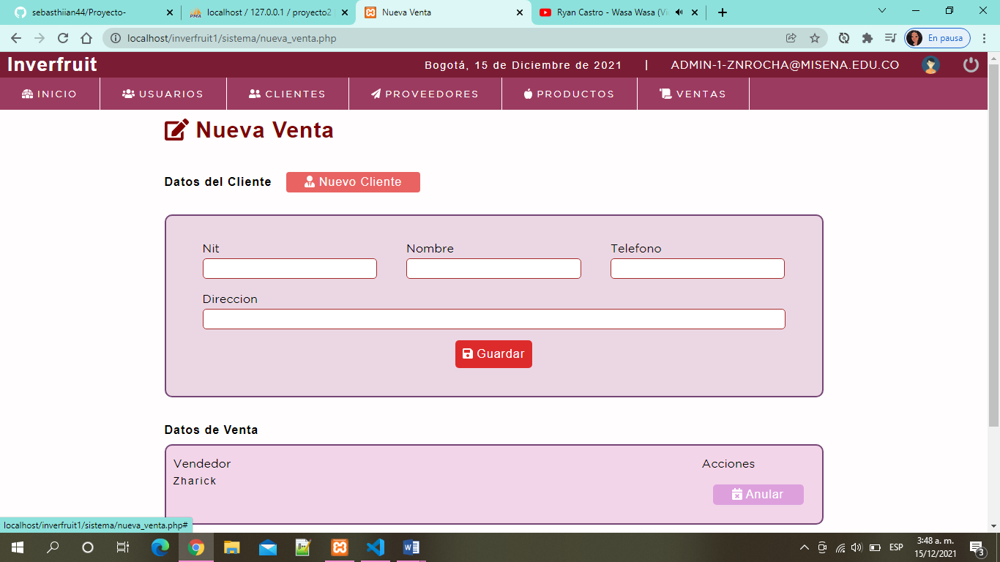 sebasthiian44/Proyecto-
localhost / 127.0.0.1 / proyecto2
Nueva Venta
Ryan Castro - Wasa Wasa (Vi
localhost/inverfruit1/sistema/nueva_venta.php
En pausa
Inverfruit
Bogotá, 15 de Diciembre de 2021 | ADMIN-1-ZNROCHA@MISENA.EDU.CO
INICIO USUARIOS CLIENTES PROVEEDORES PRODUCTOS VENTAS
Nueva Venta
Datos del Cliente Nuevo Cliente
Nit Nombre Telefono
Direccion
Guardar
Datos de Venta
Vendedor Acciones
Zharick
Anular
localhost/inverfruit1/sistema/nueva_venta.php#
ESP
3:48 a. m.
15/12/2021
3